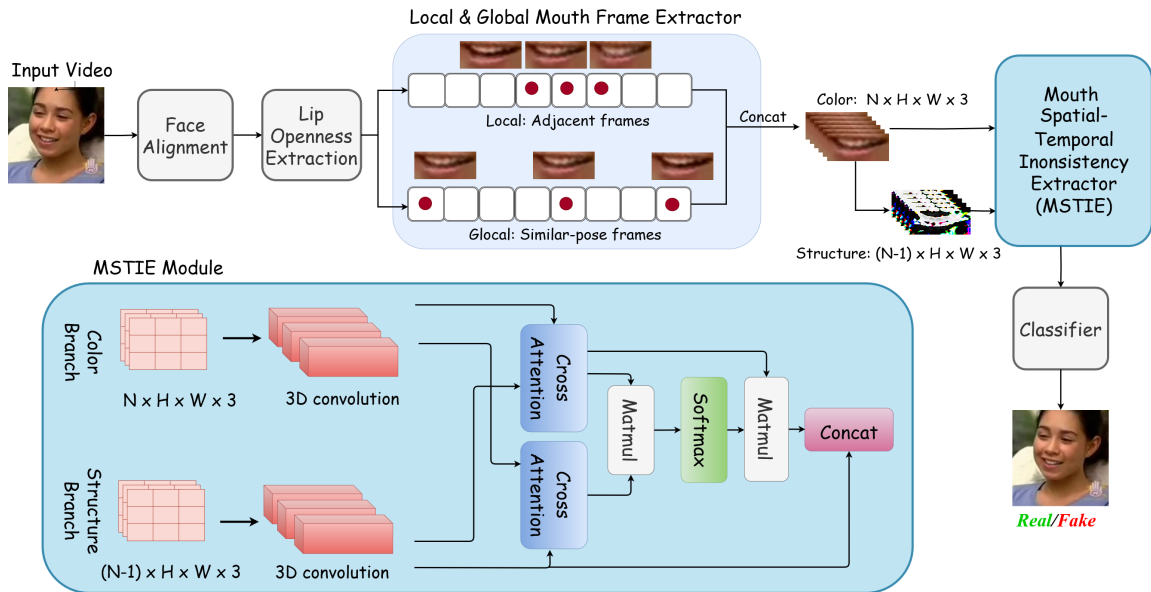 Local & Global Mouth Frame Extractor
Input Video
Face
Alignment
Lip
Openness
Extraction
Local: Adjacent frames
Glocal: Similar-pose frames
Concat
Color: N x H x W x 3
Structure: (N-1) x H x W x 3
Mouth
Spatial-
Temporal
Inonsistency
Extractor
(MSTIE)
Classifier
Real/Fake
MSTIE Module
Color
Branch
N x H x W x 3
3D convolution
Structure
Branch
(N-1) x H x W x 3
3D convolution
Cross
Attention
Cross
Attention
Matmul
Softmax
Matmul
Concat